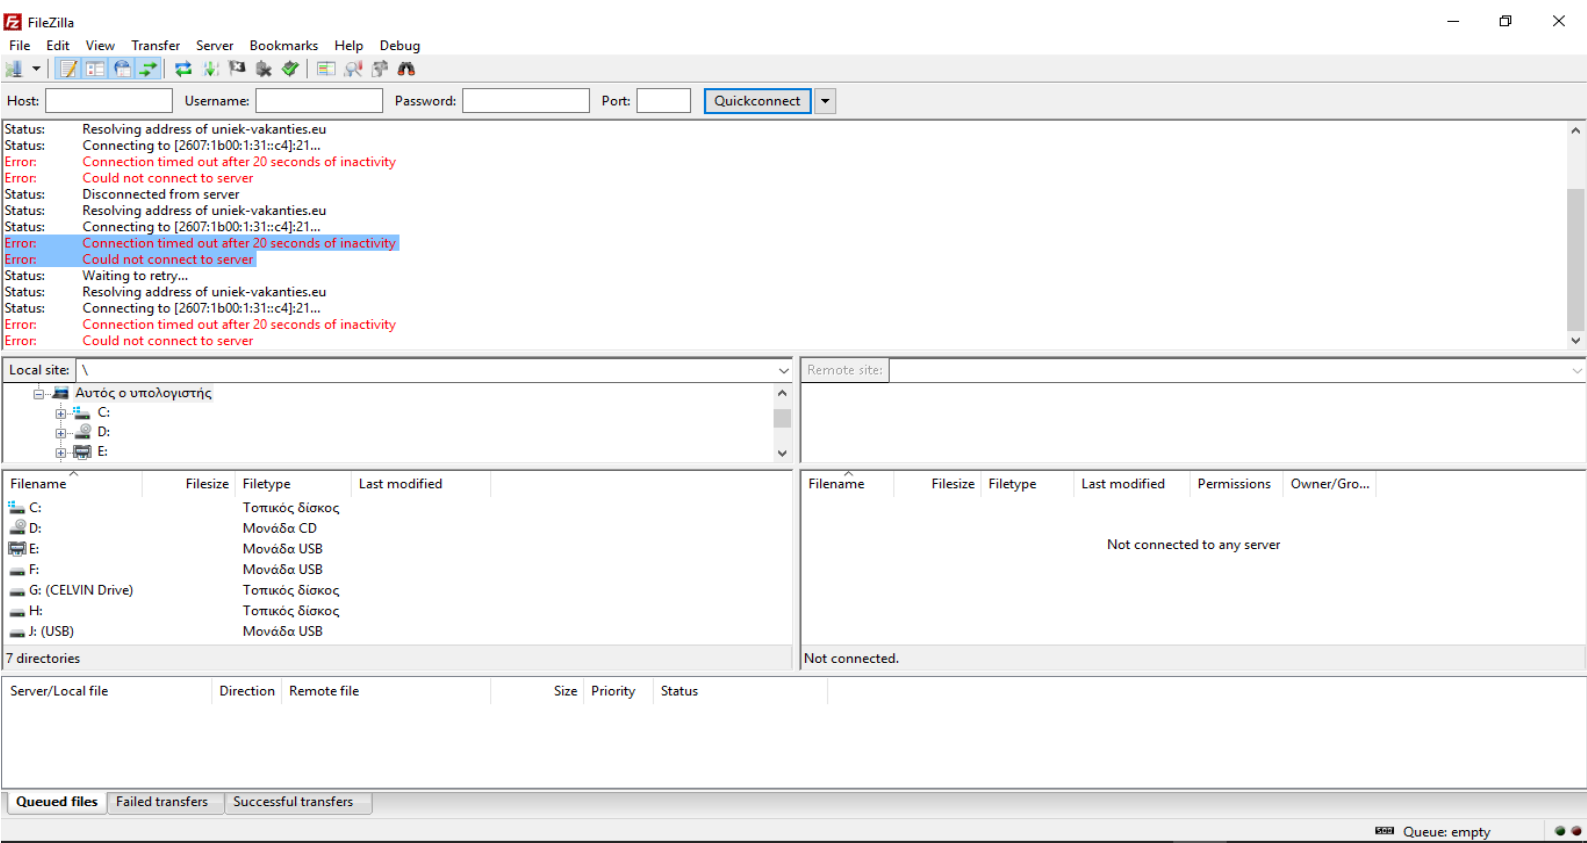 FileZilla
File Edit View Transfer Server Bookmarks Help Debug
Host: Username: Password: Port: Quickconnect
Status: Resolving address of uniek-vakanties.eu
Status: Connecting to [2607:1b00:1:31::c4]:21...
Error: Connection timed out after 20 seconds of inactivity
Error: Could not connect to server
Status: Disconnected from server
Status: Resolving address of uniek-vakanties.eu
Status: Connecting to [2607:1b00:1:31::c4]:21...
Error: Connection timed out after 20 seconds of inactivity
Error: Could not connect to server
Status: Waiting to retry...
Status: Resolving address of uniek-vakanties.eu
Status: Connecting to [2607:1b00:1:31::c4]:21...
Error: Connection timed out after 20 seconds of inactivity
Error: Could not connect to server
Local site: \
Αυτός ο υπολογιστής
C:
D:
E:
Remote site:
Filename Filesize Filetype Last modified
C: Τοπικός δίσκος
D: Μονάδα CD
E: Μονάδα USB
F: Μονάδα USB
G: (CELVIN Drive) Τοπικός δίσκος
H: Τοπικός δίσκος
J: (USB) Μονάδα USB
7 directories
Filename Filesize Filetype Last modified Permissions Owner/Gro...
Not connected to any server
Not connected.
Server/Local file Direction Remote file Size Priority Status
Queued files Failed transfers Successful transfers
Queue: empty